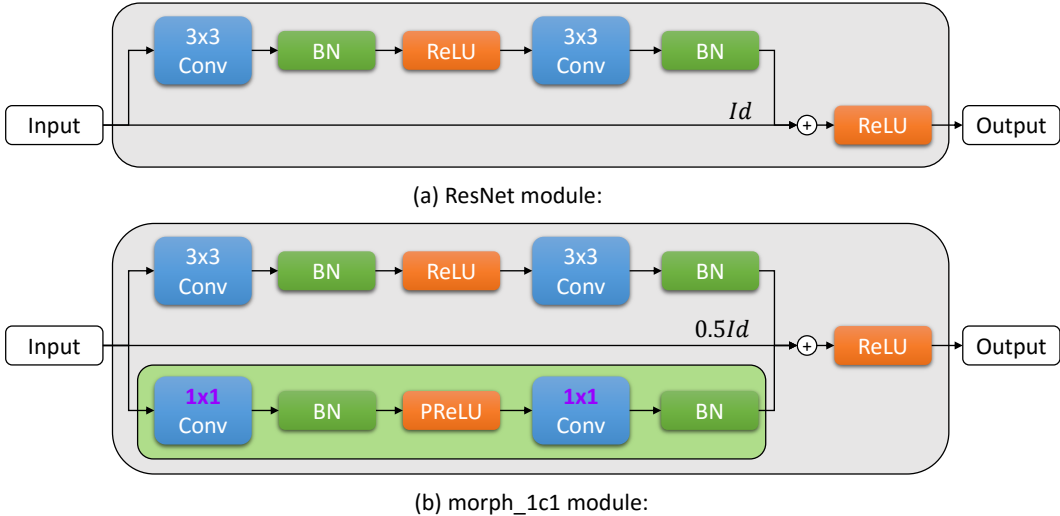 3x3
Conv
BN
ReLU
3x3
Conv
BN
Input
Id
+
ReLU
Output
(a) ResNet module:
3x3
Conv
BN
ReLU
3x3
Conv
BN
Input
0.5Id
+
ReLU
Output
1x1
Conv
BN
PReLU
1x1
Conv
BN
(b) morph_1c1 module: